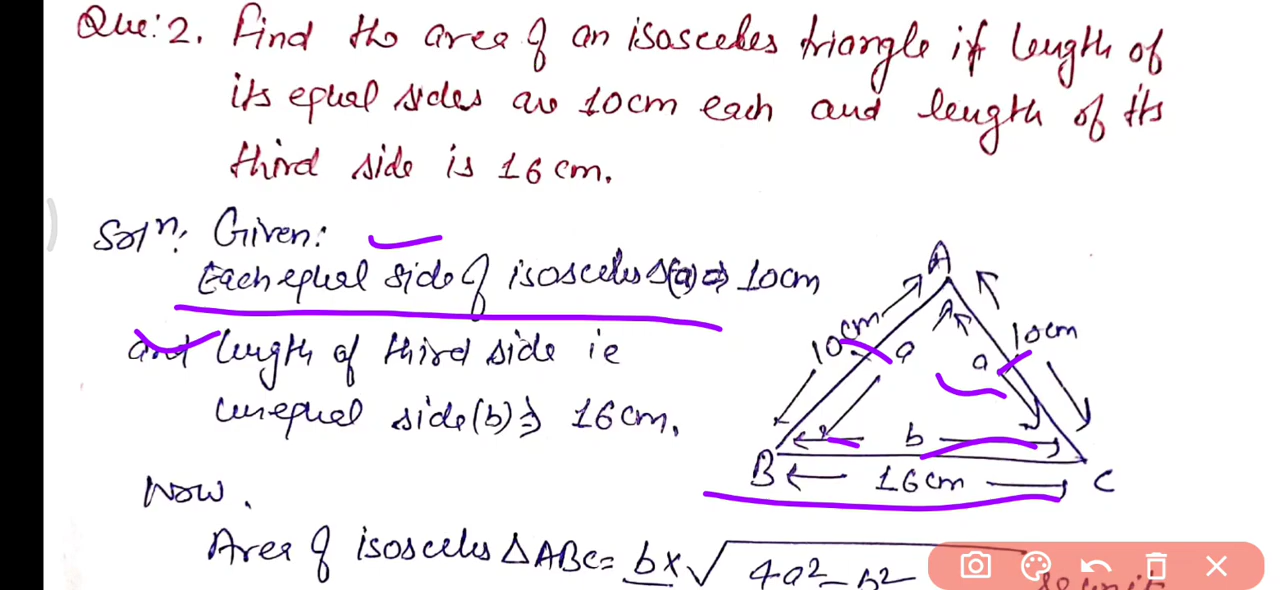 Que: 2. Find the area of an isosceles triangle if length of
its equal sides are 10cm each and length of its
third side is 16 cm.
Solⁿ: Given:
Each equal side of isosceles Δ(a) ⇒ 10cm
and length of third side ie
unequal side (b) ⇒ 16cm.
A
10cm
a
a
10cm
b
B
16cm
C
Now,
Area of isosceles ΔABC = b × √4a² - b²